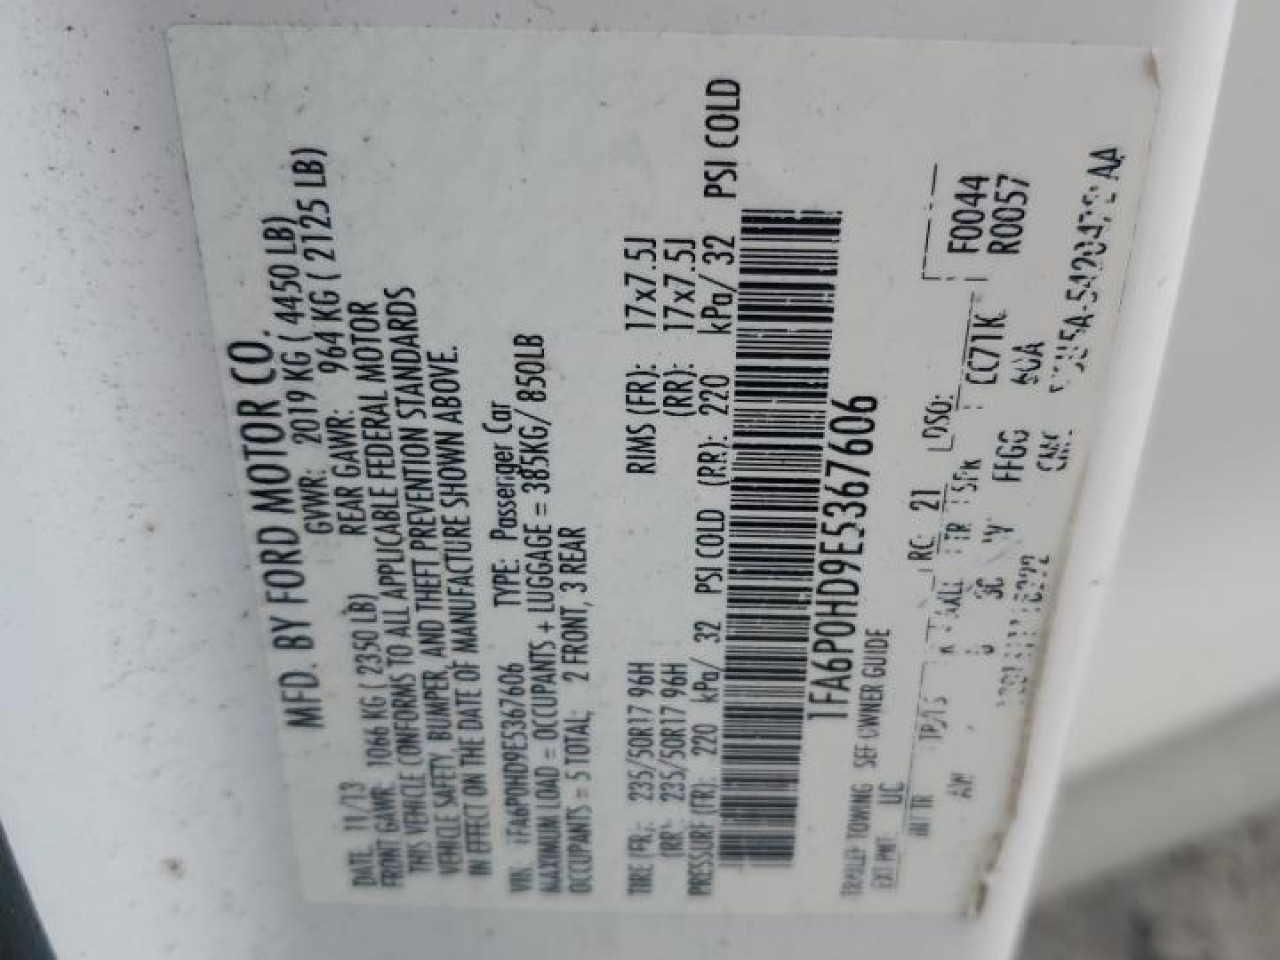 MFD. BY FORD MOTOR CO.
DATE: 11/13 GVWR: 2019 KG ( 4450 LB)
FRONT GAWR: 1066 KG ( 2350 LB) REAR GAWR: 964 KG ( 2125 LB)
THIS VEHICLE CONFORMS TO ALL APPLICABLE FEDERAL MOTOR
VEHICLE SAFETY, BUMPER, AND THEFT PREVENTION STANDARDS
IN EFFECT ON THE DATE OF MANUFACTURE SHOWN ABOVE.
VIN: 1FA6P0HD9E5367606 TYPE: Passenger Car
MAXIMUM LOAD = OCCUPANTS + LUGGAGE = 385KG/ 850LB
OCCUPANTS = 5 TOTAL; 2 FRONT, 3 REAR
TIRE (FR): 235/50R17 96H RIMS (FR): 17x7.5J
(RR): 235/50R17 96H (RR): 17x7.5J
PRESSURE (FR): 220 kPa/ 32 PSI COLD (RR): 220 kPa/ 32 PSI COLD
1FA6P0HD9E5367606
TRAILER TOWING SEE OWNER GUIDE
EXT PNT: UG RC: 21 DSO:
INT TR SPR CC71K F0044
FFGG 60A R0057